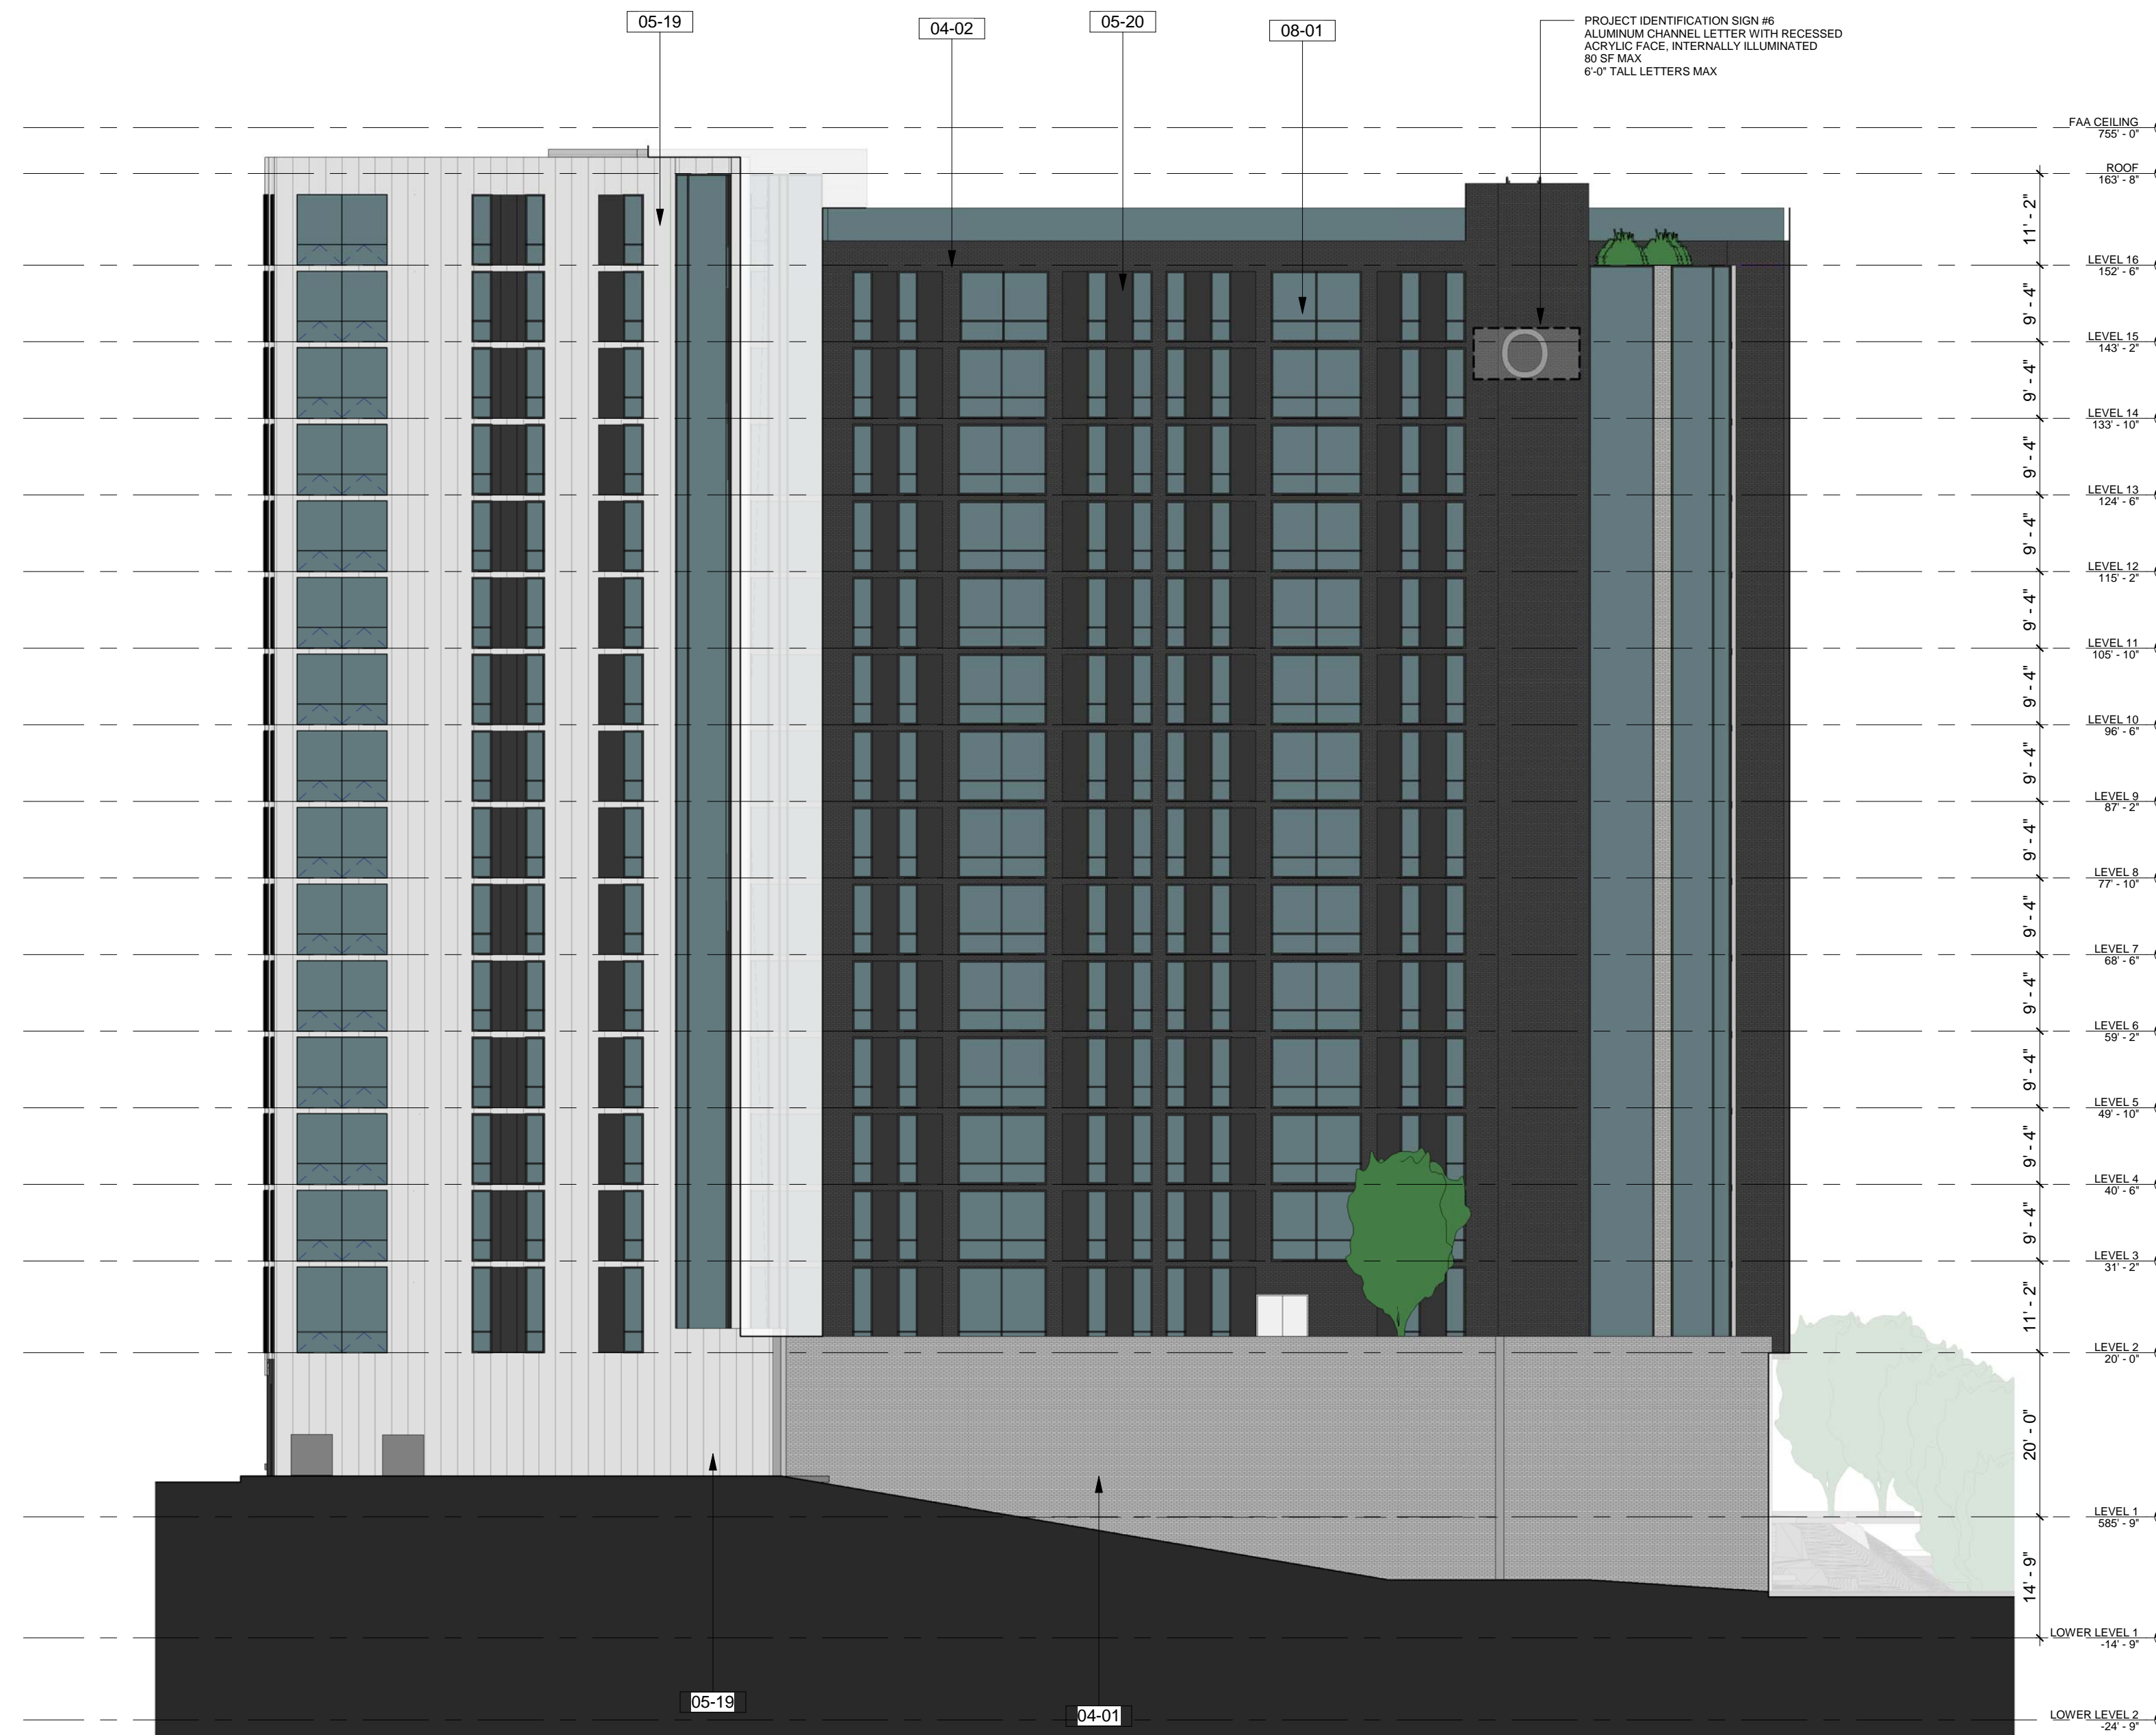 05-19
04-02
05-20
08-01
PROJECT IDENTIFICATION SIGN #6
ALUMINUM CHANNEL LETTER WITH RECESSED
ACRYLIC FACE, INTERNALLY ILLUMINATED
80 SF MAX
6'-0" TALL LETTERS MAX
FAA CEILING
755' - 0"
ROOF
163' - 8"
11' - 2"
LEVEL 16
152' - 6"
9' - 4"
LEVEL 15
143' - 2"
O
9' - 4"
LEVEL 14
133' - 10"
9' - 4"
LEVEL 13
124' - 6"
9' - 4"
LEVEL 12
115' - 2"
9' - 4"
LEVEL 11
105' - 10"
9' - 4"
LEVEL 10
96' - 6"
9' - 4"
LEVEL 9
87' - 2"
9' - 4"
LEVEL 8
77' - 10"
9' - 4"
LEVEL 7
68' - 6"
9' - 4"
LEVEL 6
59' - 2"
9' - 4"
LEVEL 5
49' - 10"
9' - 4"
LEVEL 4
40' - 6"
9' - 4"
LEVEL 3
31' - 2"
11' - 2"
LEVEL 2
20' - 0"
20' - 0"
LEVEL 1
585' - 9"
14' - 9"
LOWER LEVEL 1
-14' - 9"
05-19
04-01
LOWER LEVEL 2
-24' - 9"